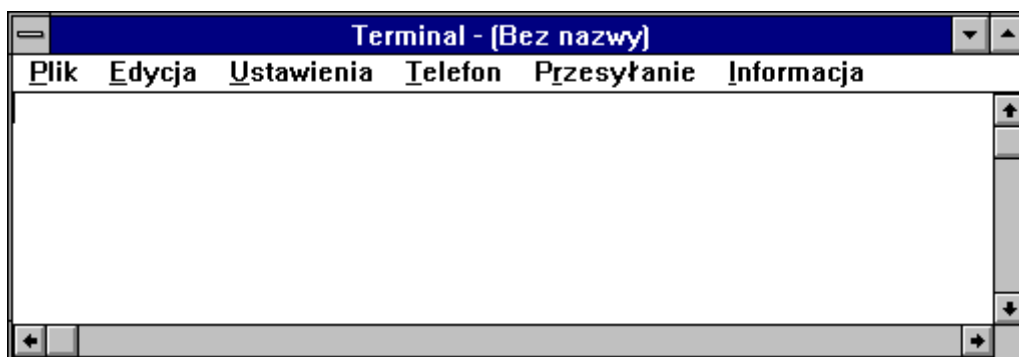 Terminal - (Bez nazwy)
Plik Edycja Ustawienia Telefon Przesyłanie Informacja